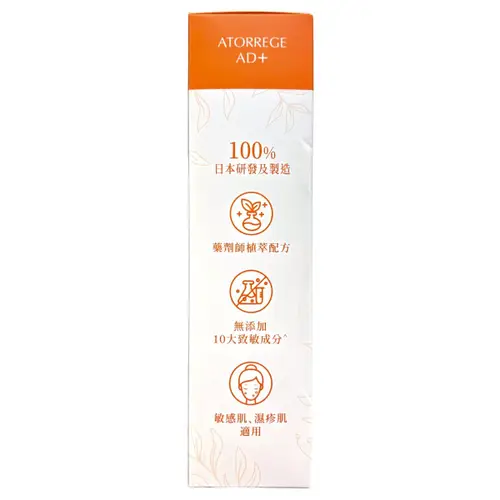 ATORREGE
AD+
100%
日本研發及製造
藥劑師植萃配方
無添加
10大致敏成分^
敏感肌、濕疹肌
適用